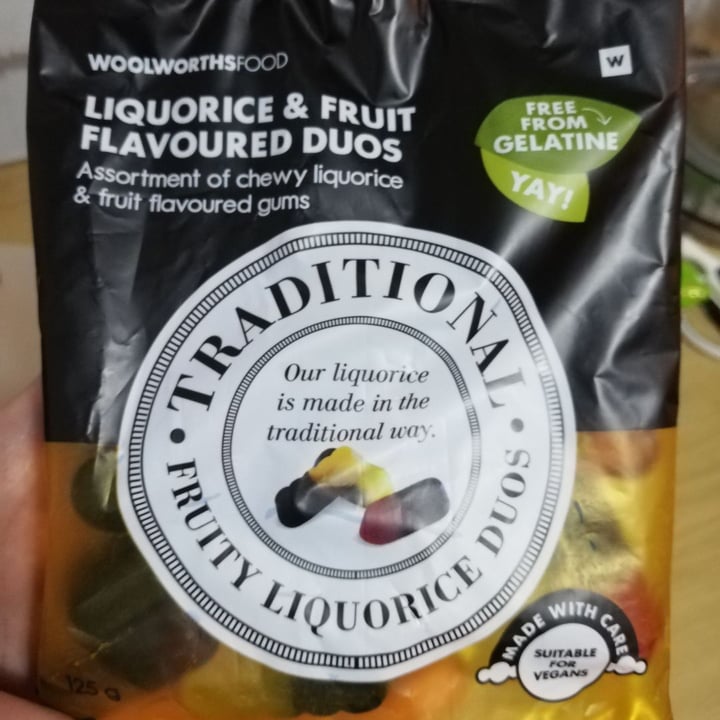 WOOLWORTHSFOOD
W
LIQUORICE & FRUIT
FLAVOURED DUOS
Assortment of chewy liquorice
& fruit flavoured gums
FREE
FROM
GELATINE
YAY!
TRADITIONAL
Our liquorice
is made in the
traditional way.
FRUITY LIQUORICE DUOS
MADE WITH CARE
SUITABLE
FOR
VEGANS
125 g